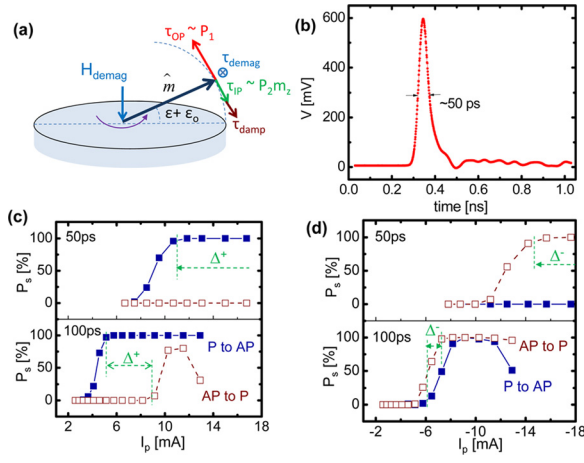 (a)
τOP ~ P1
τdemag
Hdemag
m̂
τIP ~ P2mz
ε+ εo
τdamp
(b)
600
400
200
0
V [mV]
~50 ps
0.0 0.2 0.4 0.6 0.8 1.0
time [ns]
(c)
50ps
100
50
0
Ps [%]
Δ+
100ps
100
50
0
Ps [%]
P to AP
Δ+
AP to P
2 6 10 14 18
Ip [mA]
(d)
50ps
100
50
0
Ps [%]
Δ-
100ps
100
50
0
Ps [%]
Δ-
AP to P
P to AP
-2 -6 -10 -14 -18
Ip [mA]